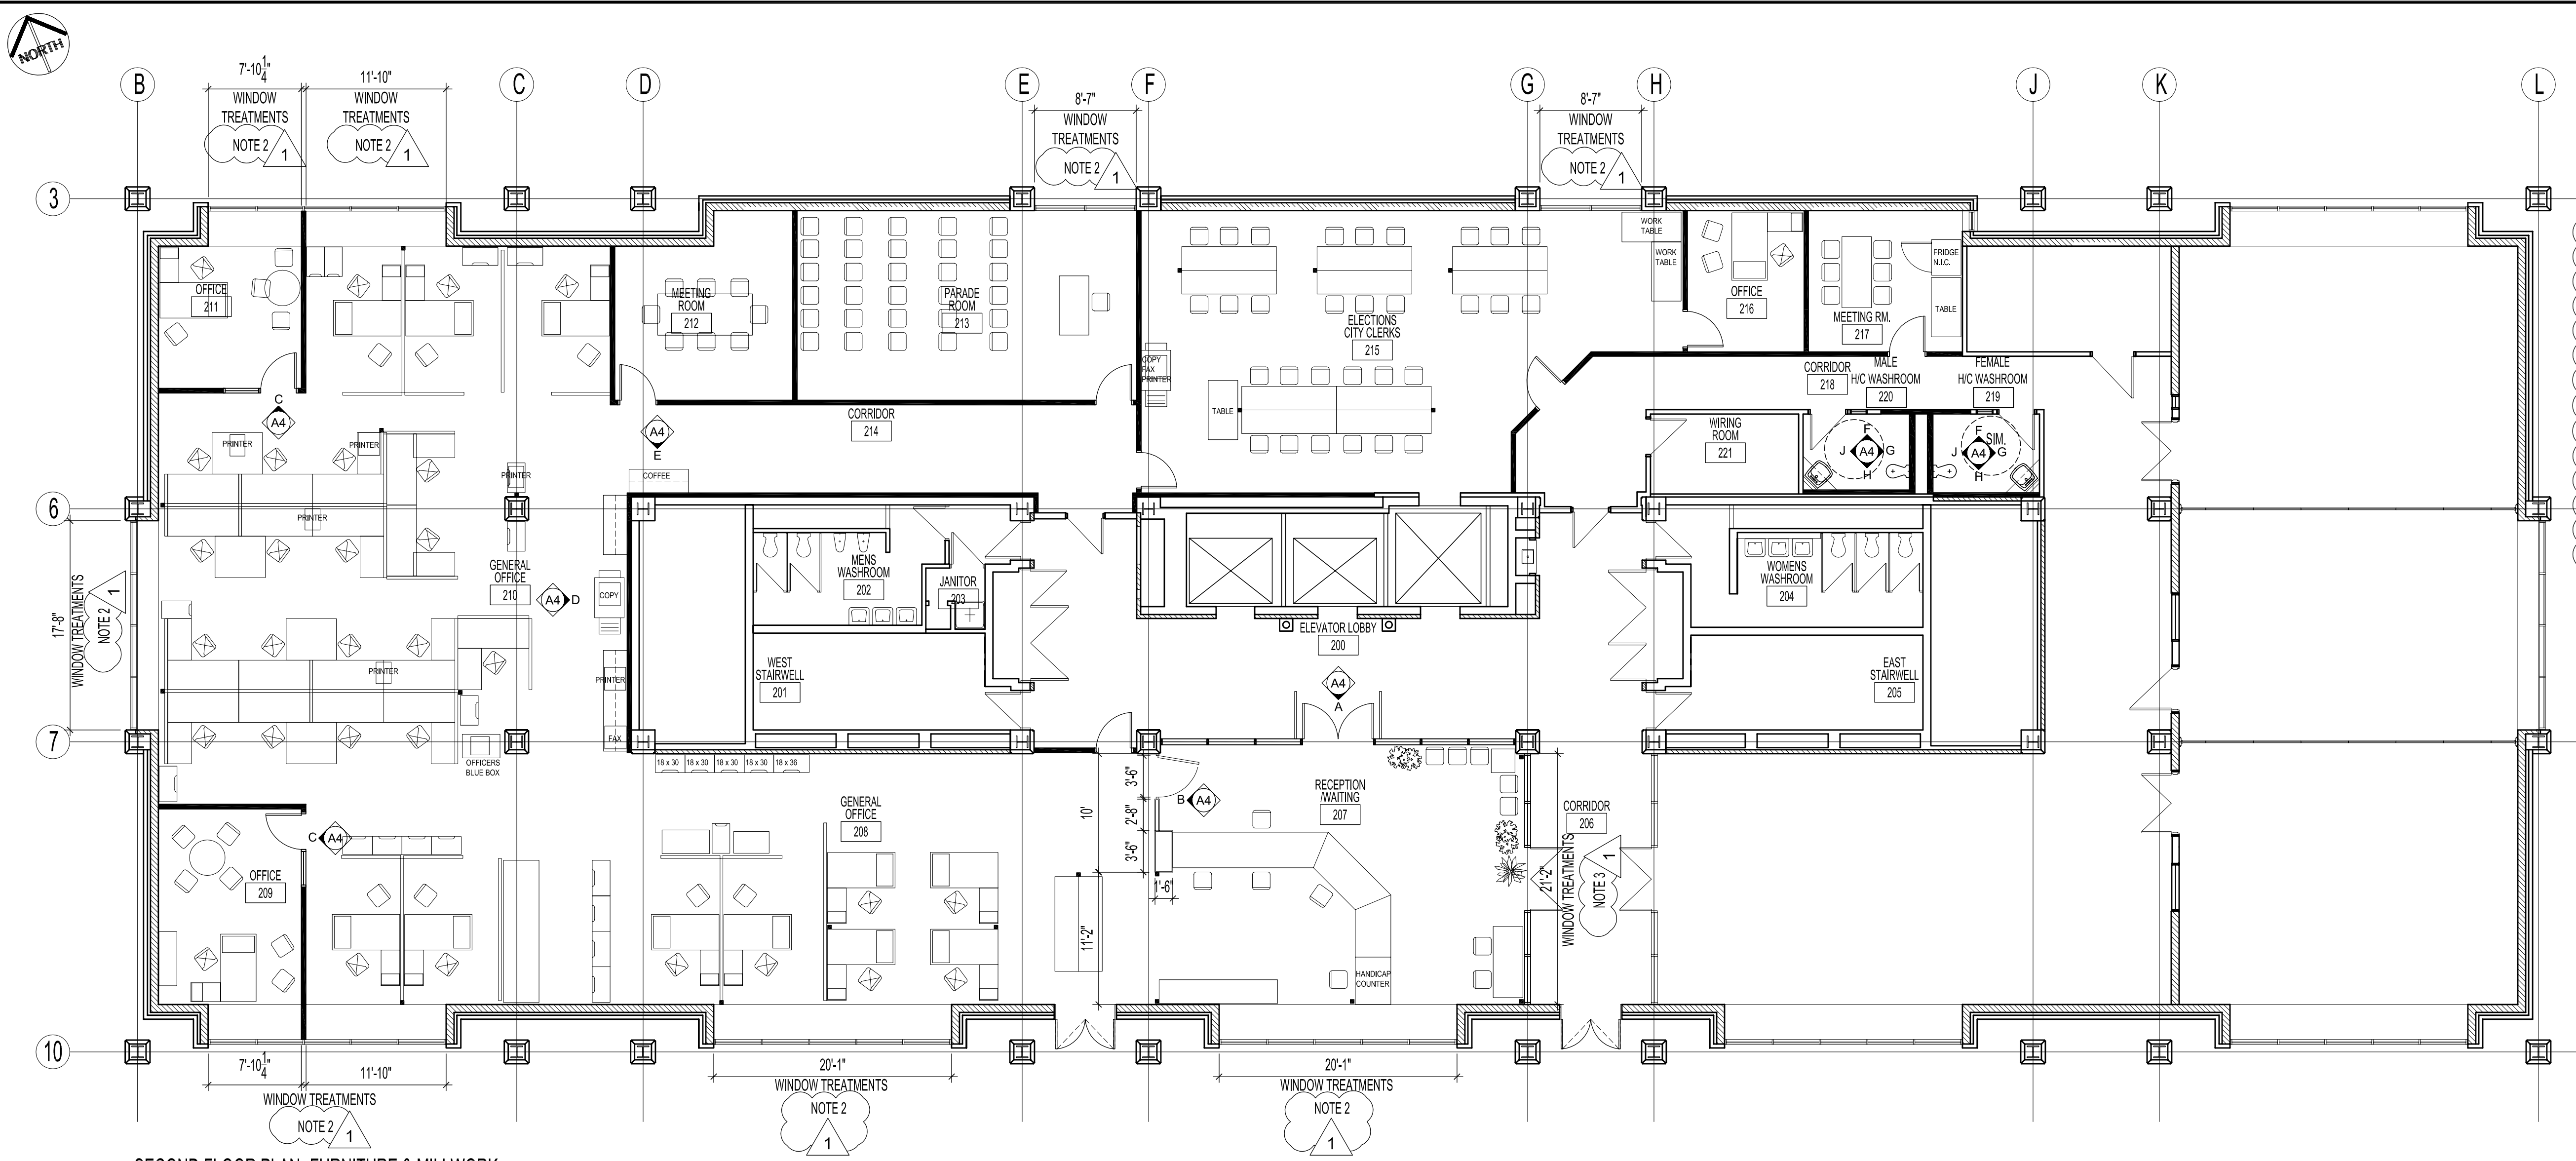 NORTH
B
C
D
E
F
G
H
J
K
L
7'-10 1/4"
11'-10"
WINDOW
TREATMENTS
NOTE 2
1
WINDOW
TREATMENTS
NOTE 2
1
8'-7"
WINDOW
TREATMENTS
NOTE 2
1
8'-7"
WINDOW
TREATMENTS
NOTE 2
1
3
6
7
10
OFFICE
211
MEETING
ROOM
212
PARADE
ROOM
213
ELECTIONS
CITY CLERKS
215
WORK
TABLE
WORK
TABLE
OFFICE
216
MEETING RM.
217
FRIDGE
N.I.C.
TABLE
COPY
FAX
PRINTER
TABLE
CORRIDOR
214
CORRIDOR
218
MALE
H/C WASHROOM
220
FEMALE
H/C WASHROOM
219
C
A4
A4
E
PRINTER
PRINTER
PRINTER
PRINTER
COFFEE
WIRING
ROOM
221
F
J A4 G
H
F
SIM.
J A4 G
H
GENERAL
OFFICE
210
A4 D
COPY
MENS
WASHROOM
202
JANITOR
203
WOMENS
WASHROOM
204
17'-8"
WINDOW TREATMENTS
NOTE 2
1
ELEVATOR LOBBY
200
A4
A
WEST
STAIRWELL
201
EAST
STAIRWELL
205
PRINTER
PRINTER
FAX
OFFICERS
BLUE BOX
18 x 30
18 x 30
18 x 30
18 x 30
18 x 36
GENERAL
OFFICE
208
10'
3'-6"
2'-8"
3'-6"
1'-6"
11'-2"
B A4
RECEPTION
/WAITING
207
CORRIDOR
206
21'-2"
WINDOW TREATMENTS
NOTE 3
1
C A4
OFFICE
209
HANDICAP
COUNTER
7'-10 1/4"
11'-10"
WINDOW TREATMENTS
NOTE 2
1
20'-1"
WINDOW TREATMENTS
NOTE 2
1
20'-1"
WINDOW TREATMENTS
NOTE 2
1
SECOND FLOOR PLAN- FURNITURE & MILLWORK